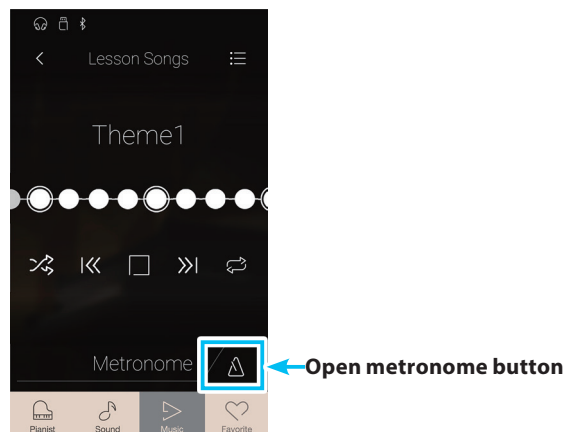 Lesson Songs
Theme1
Metronome
Open metronome button
Pianist Sound Music Favorite